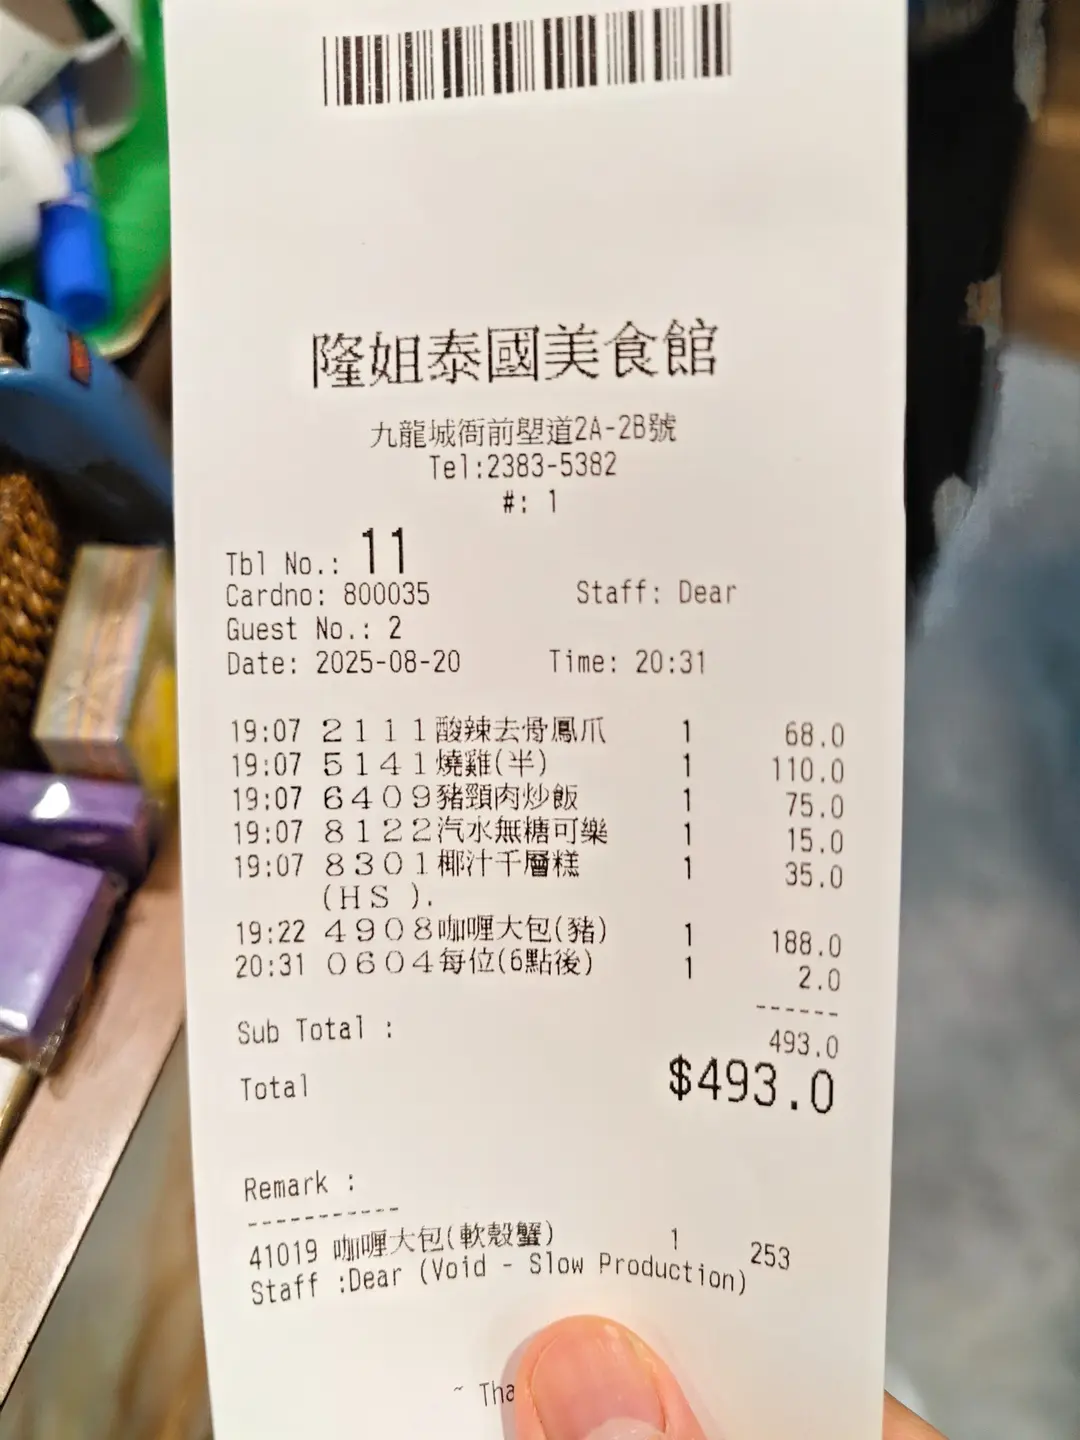 隆姐泰國美食館
九龍城衙前塱道2A-2B號
Tel:2383-5382
#: 1
Tbl No.: 11
Cardno: 800035 Staff: Dear
Guest No.: 2
Date: 2025-08-20 Time: 20:31
19:07 2111酸辣去骨鳳爪 1 68.0
19:07 5141燒雞(半) 1 110.0
19:07 6409豬頸肉炒飯 1 75.0
19:07 8122汽水無糖可樂 1 15.0
19:07 8301椰汁千層糕 1 35.0
(HS ).
19:22 4908咖喱大包(豬) 1 188.0
20:31 0604每位(6點後) 1 2.0
------
Sub Total : 493.0
Total $493.0
Remark :
-----------
41019 咖喱大包(軟殼蟹) 1 253
Staff :Dear (Void - Slow Production)
~